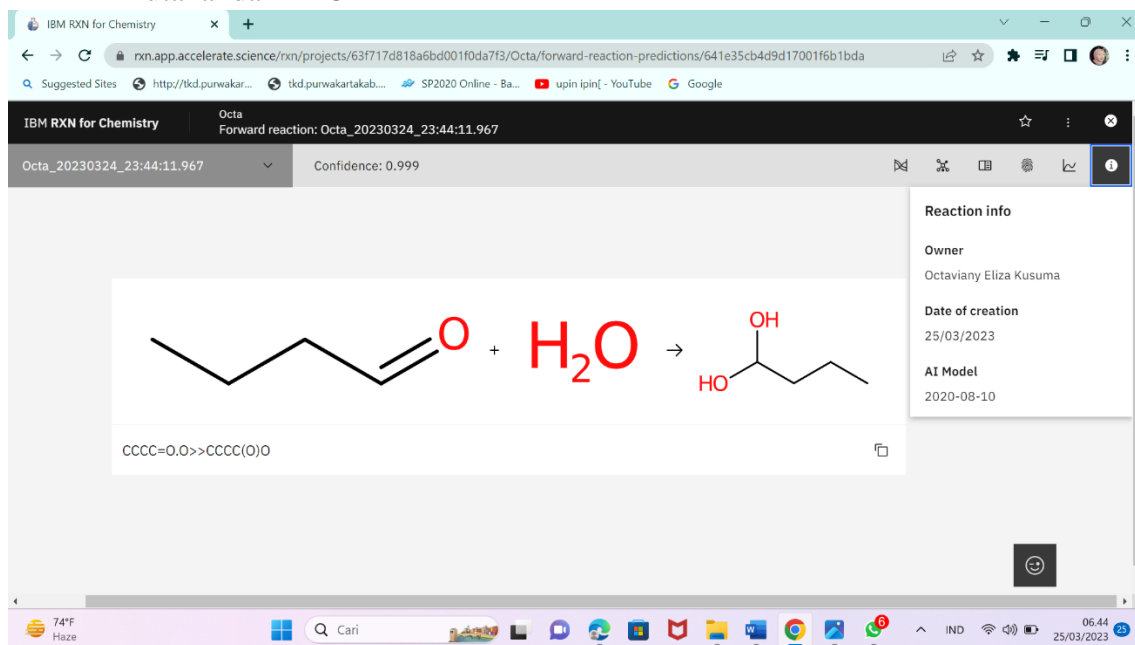 IBM RXN for Chemistry
rxn.app.accelerate.science/rxn/projects/63f717d818a6bd001f0da7f3/Octa/forward-reaction-predictions/641e35cb4d9d17001f6b1bda
Suggested Sites http://tkd.purwakar... tkd.purwakartakab.... SP2020 Online - Ba... upin ipin[ - YouTube Google
IBM RXN for Chemistry
Octa
Forward reaction: Octa_20230324_23:44:11.967
Octa_20230324_23:44:11.967 Confidence: 0.999
Reaction info
Owner
Octaviany Eliza Kusuma
Date of creation
25/03/2023
AI Model
2020-08-10
O + H₂O → OH
HO
CCCC=O.O>>CCCC(O)O
74°F
Haze
Cari
6
IND
06.44
25/03/2023
25